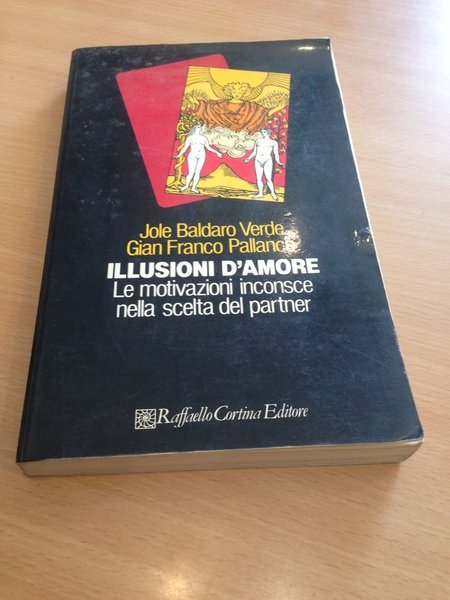 Jole Baldaro Verde
Gian Franco Pallanca
ILLUSIONI D'AMORE
Le motivazioni inconsce
nella scelta del partner
Raffaello Cortina Editore